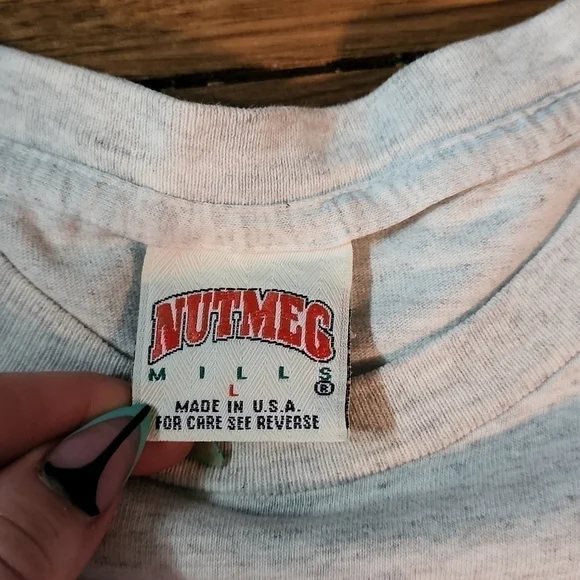 NUTMEG
MILLS
®
L
MADE IN U.S.A.
FOR CARE SEE REVERSE